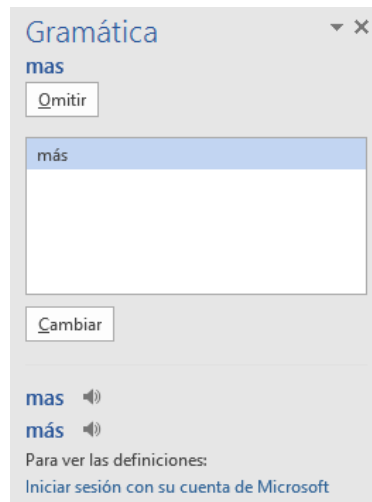 Gramática
mas
Omitir
más
Cambiar
mas
más
Para ver las definiciones:
Iniciar sesión con su cuenta de Microsoft